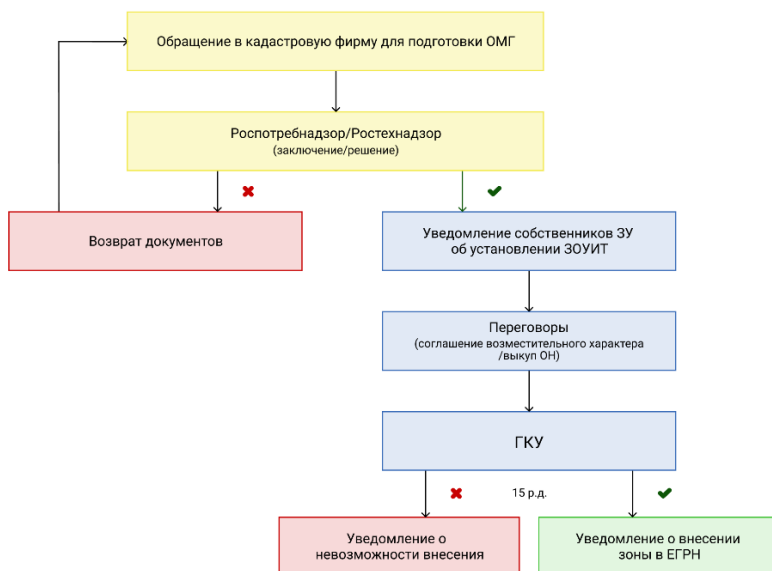 Обращение в кадастровую фирму для подготовки ОМГ
Роспотребнадзор/Ростехнадзор
(заключение/решение)
Возврат документов
Уведомление собственников ЗУ
об установлении ЗОУИТ
Переговоры
(соглашение возместительного характера
/выкуп ОН)
ГКУ
15 р.д.
Уведомление о
невозможности внесения
Уведомление о внесении
зоны в ЕГРН